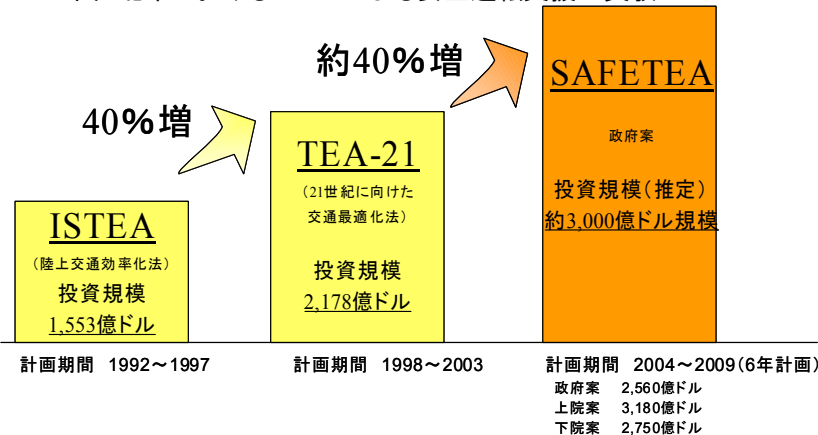 約40％増
40％増
SAFETEA
政府案
投資規模（推定）
約3,000億ドル規模
TEA-21
（21世紀に向けた
交通最適化法）
投資規模
2,178億ドル
ISTEA
（陸上交通効率化法）
投資規模
1,553億ドル
計画期間　1992～1997
計画期間　1998～2003
計画期間　2004～2009（6年計画）
政府案　2,560億ドル
上院案　3,180億ドル
下院案　2,750億ドル